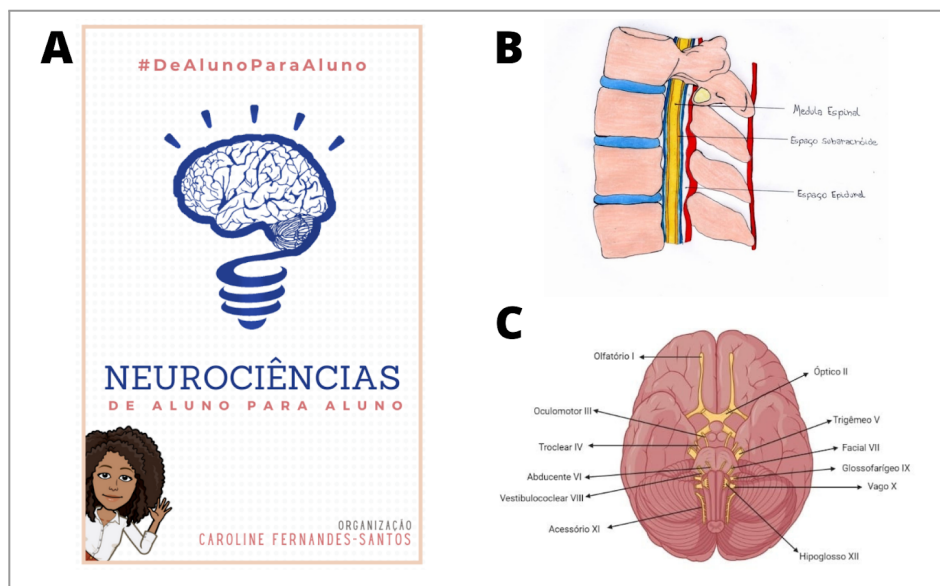 A
#DeAlunoParaAluno
NEUROCIÊNCIAS
DE ALUNO PARA ALUNO
ORGANIZAÇÃO
CAROLINE FERNANDES-SANTOS
B
Medula Espinal
Espaço Subaracnóide
Espaço Epidural
C
Olfatório I
Óptico II
Oculomotor III
Trigêmeo V
Troclear IV
Facial VII
Abducente VI
Glossofarígeo IX
Vestibulococlear VIII
Vago X
Acessório XI
Hipoglosso XII